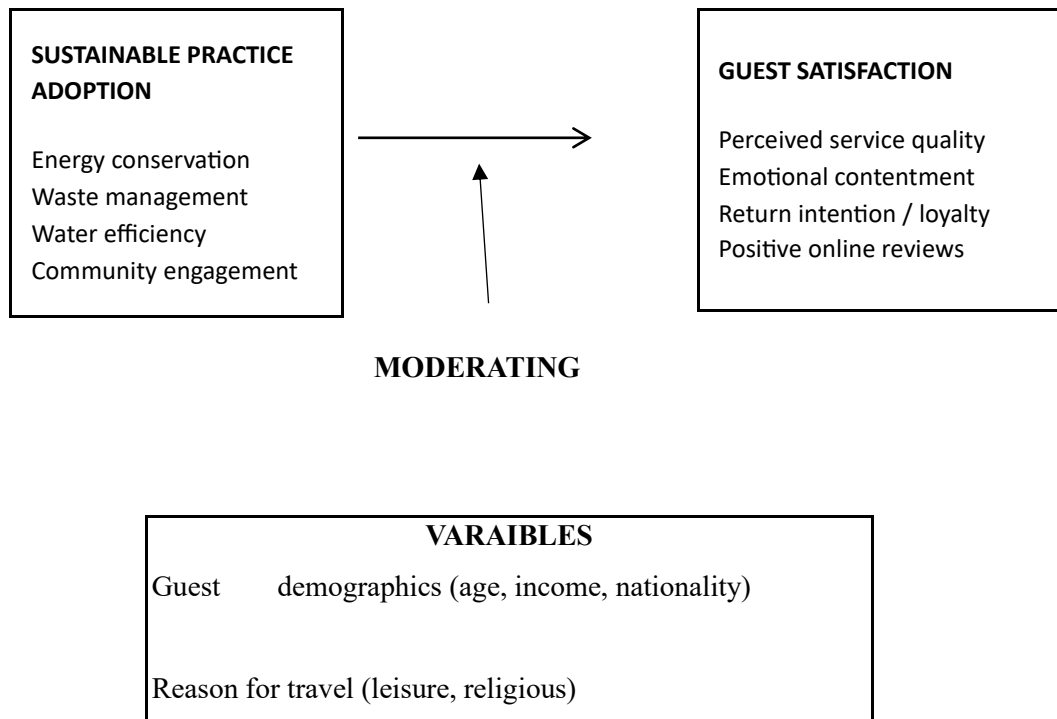 SUSTAINABLE PRACTICE
ADOPTION
Energy conservation
Waste management
Water efficiency
Community engagement
GUEST SATISFACTION
Perceived service quality
Emotional contentment
Return intention / loyalty
Positive online reviews
MODERATING
VARAIBLES
Guest demographics (age, income, nationality)
Reason for travel (leisure, religious)